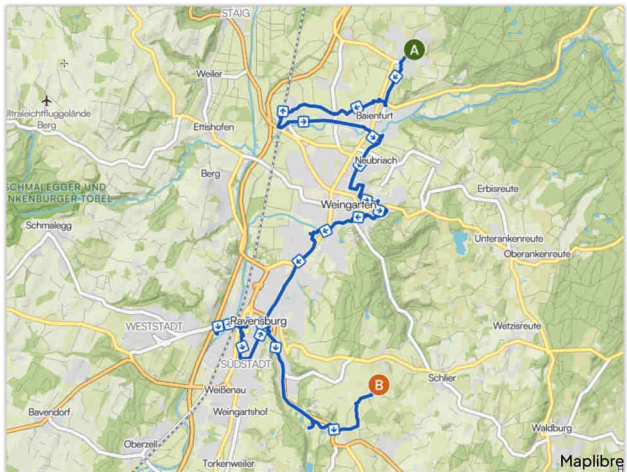 STAIG
A
Weiler
Ultraleichtfluggelände
Berg
Baienfurt
Ettishofen
Neubriach
Berg
SCHMALEGGER UND
NKENBURGER TOBEL
Erbisreute
Weingarten
Schmalegg
Unterankenreute
Oberankenreute
Ravensburg
WESTSTADT
Wetzisreute
SÜDSTADT
Schlier
B
Weißenau
Bavendorf
Weingartshof
Waldburg
Oberzell
Torkenweiler
Maplibre